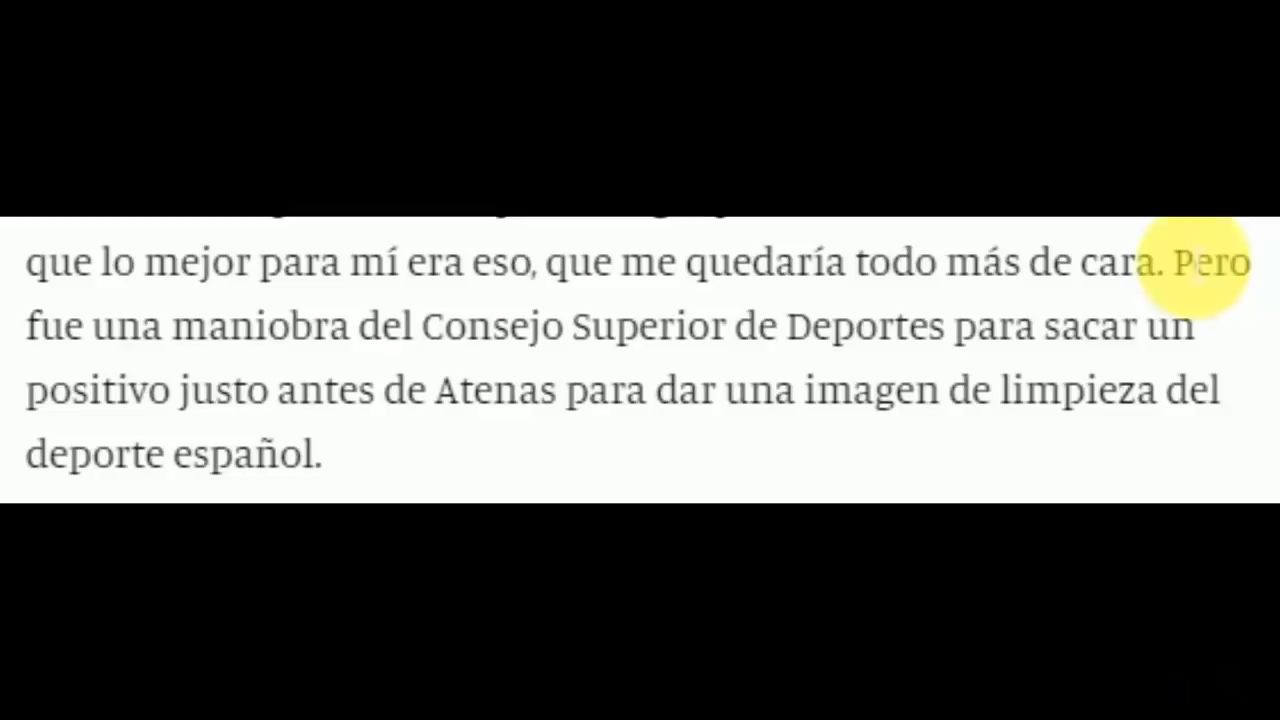 que lo mejor para mí era eso, que me quedaría todo más de cara. Pero
fue una maniobra del Consejo Superior de Deportes para sacar un
positivo justo antes de Atenas para dar una imagen de limpieza del
deporte español.